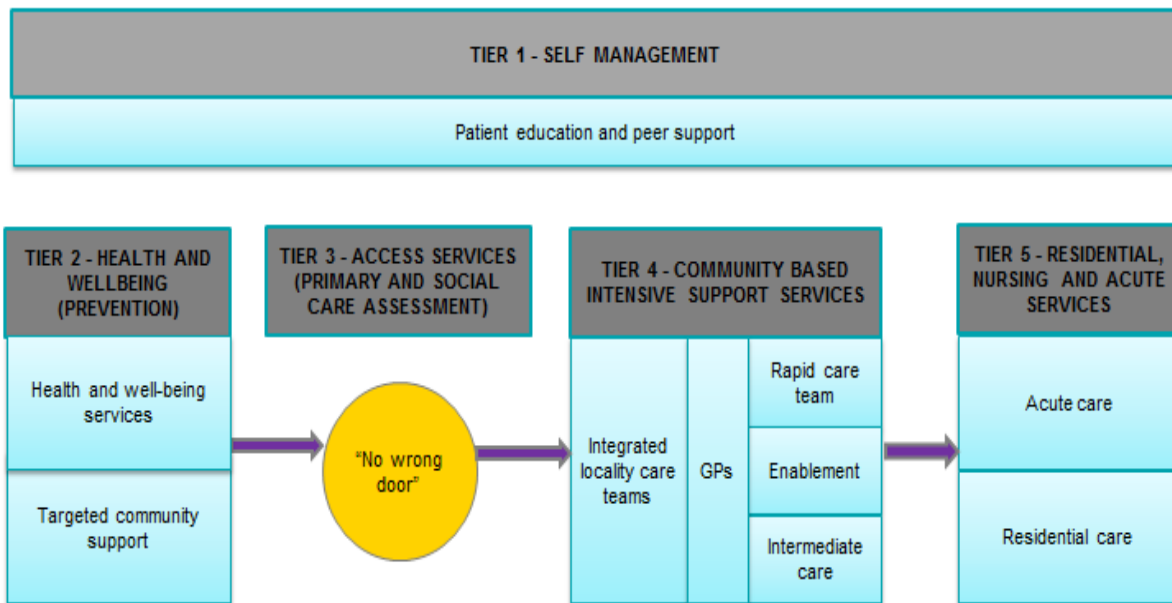 TIER 1 - SELF MANAGEMENT
Patient education and peer support
TIER 2 - HEALTH AND
WELLBEING
(PREVENTION)
Health and well-being
services
Targeted community
support
TIER 3 - ACCESS SERVICES
(PRIMARY AND SOCIAL
CARE ASSESSMENT)
“No wrong
door”
TIER 4 - COMMUNITY BASED
INTENSIVE SUPPORT SERVICES
Integrated
locality care
teams
GPs
Rapid care
team
Enablement
Intermediate
care
TIER 5 - RESIDENTIAL,
NURSING AND ACUTE
SERVICES
Acute care
Residential care